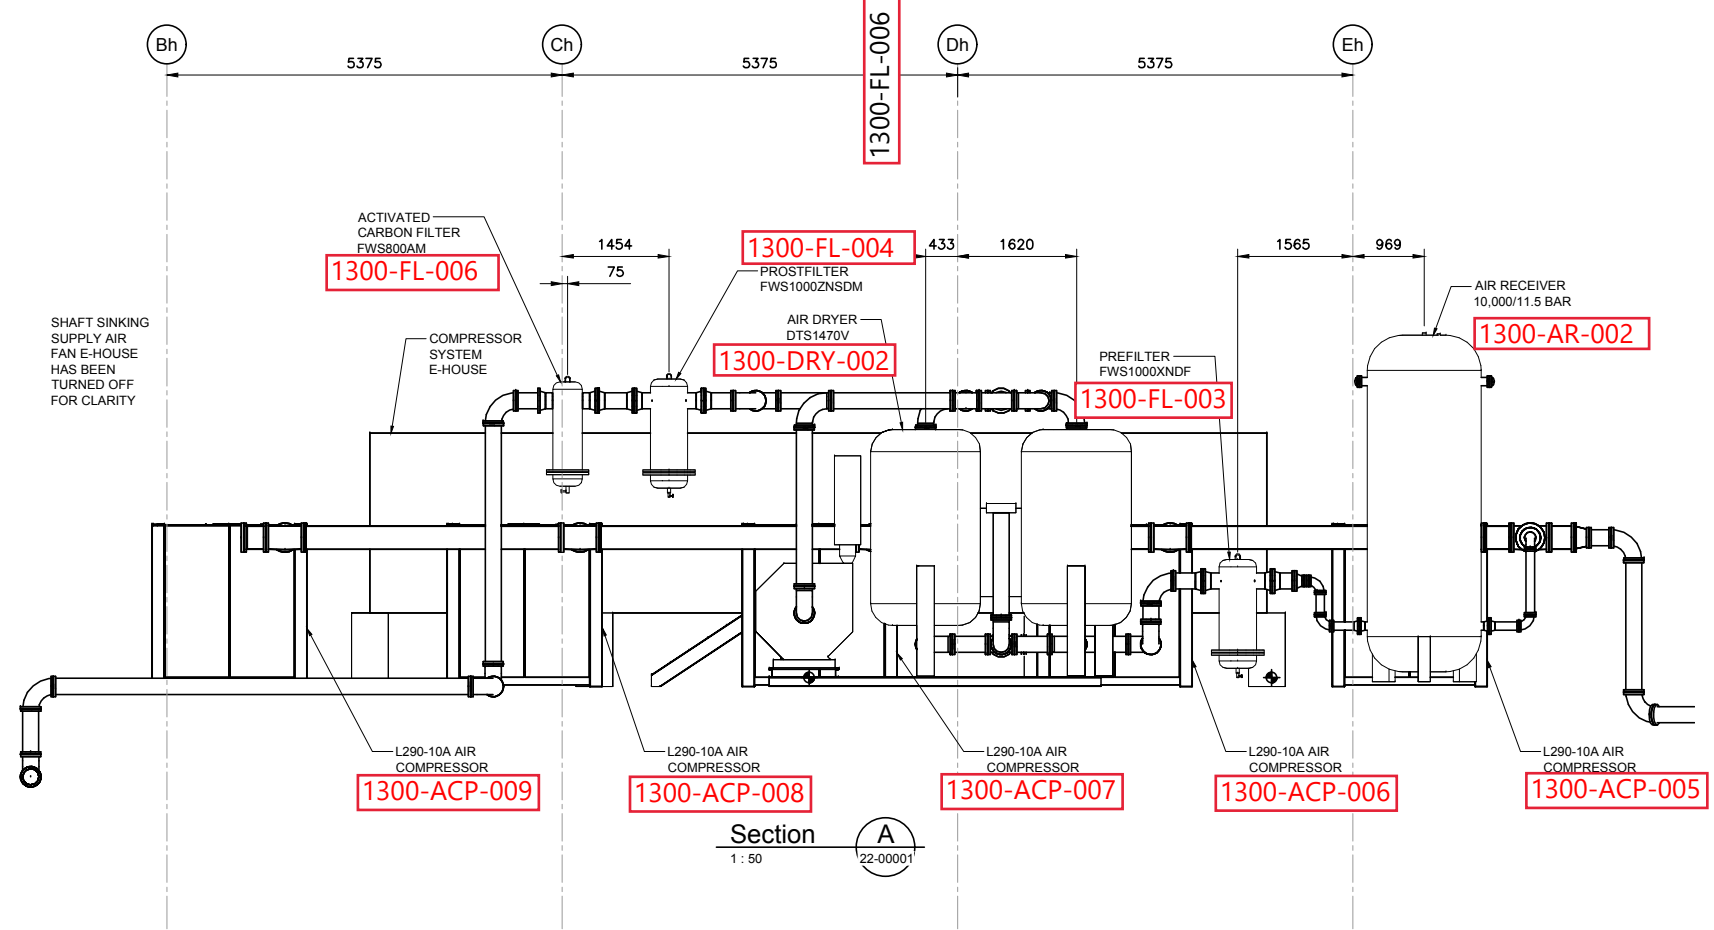 Bh
Ch
Dh
Eh
5375
5375
5375
1300-FL-006
ACTIVATED
CARBON FILTER
FWS800AM
1300-FL-006
1454
75
1300-FL-004
PROSTFILTER
FWS1000ZNSDM
433
1620
1565
969
AIR RECEIVER
10,000/11.5 BAR
1300-AR-002
SHAFT SINKING
SUPPLY AIR
FAN E-HOUSE
HAS BEEN
TURNED OFF
FOR CLARITY
COMPRESSOR
SYSTEM
E-HOUSE
AIR DRYER
DTS1470V
1300-DRY-002
PREFILTER
FWS1000XNDF
1300-FL-003
L290-10A AIR
COMPRESSOR
1300-ACP-009
L290-10A AIR
COMPRESSOR
1300-ACP-008
L290-10A AIR
COMPRESSOR
1300-ACP-007
L290-10A AIR
COMPRESSOR
1300-ACP-006
L290-10A AIR
COMPRESSOR
1300-ACP-005
Section
A
1 : 50
22-00001